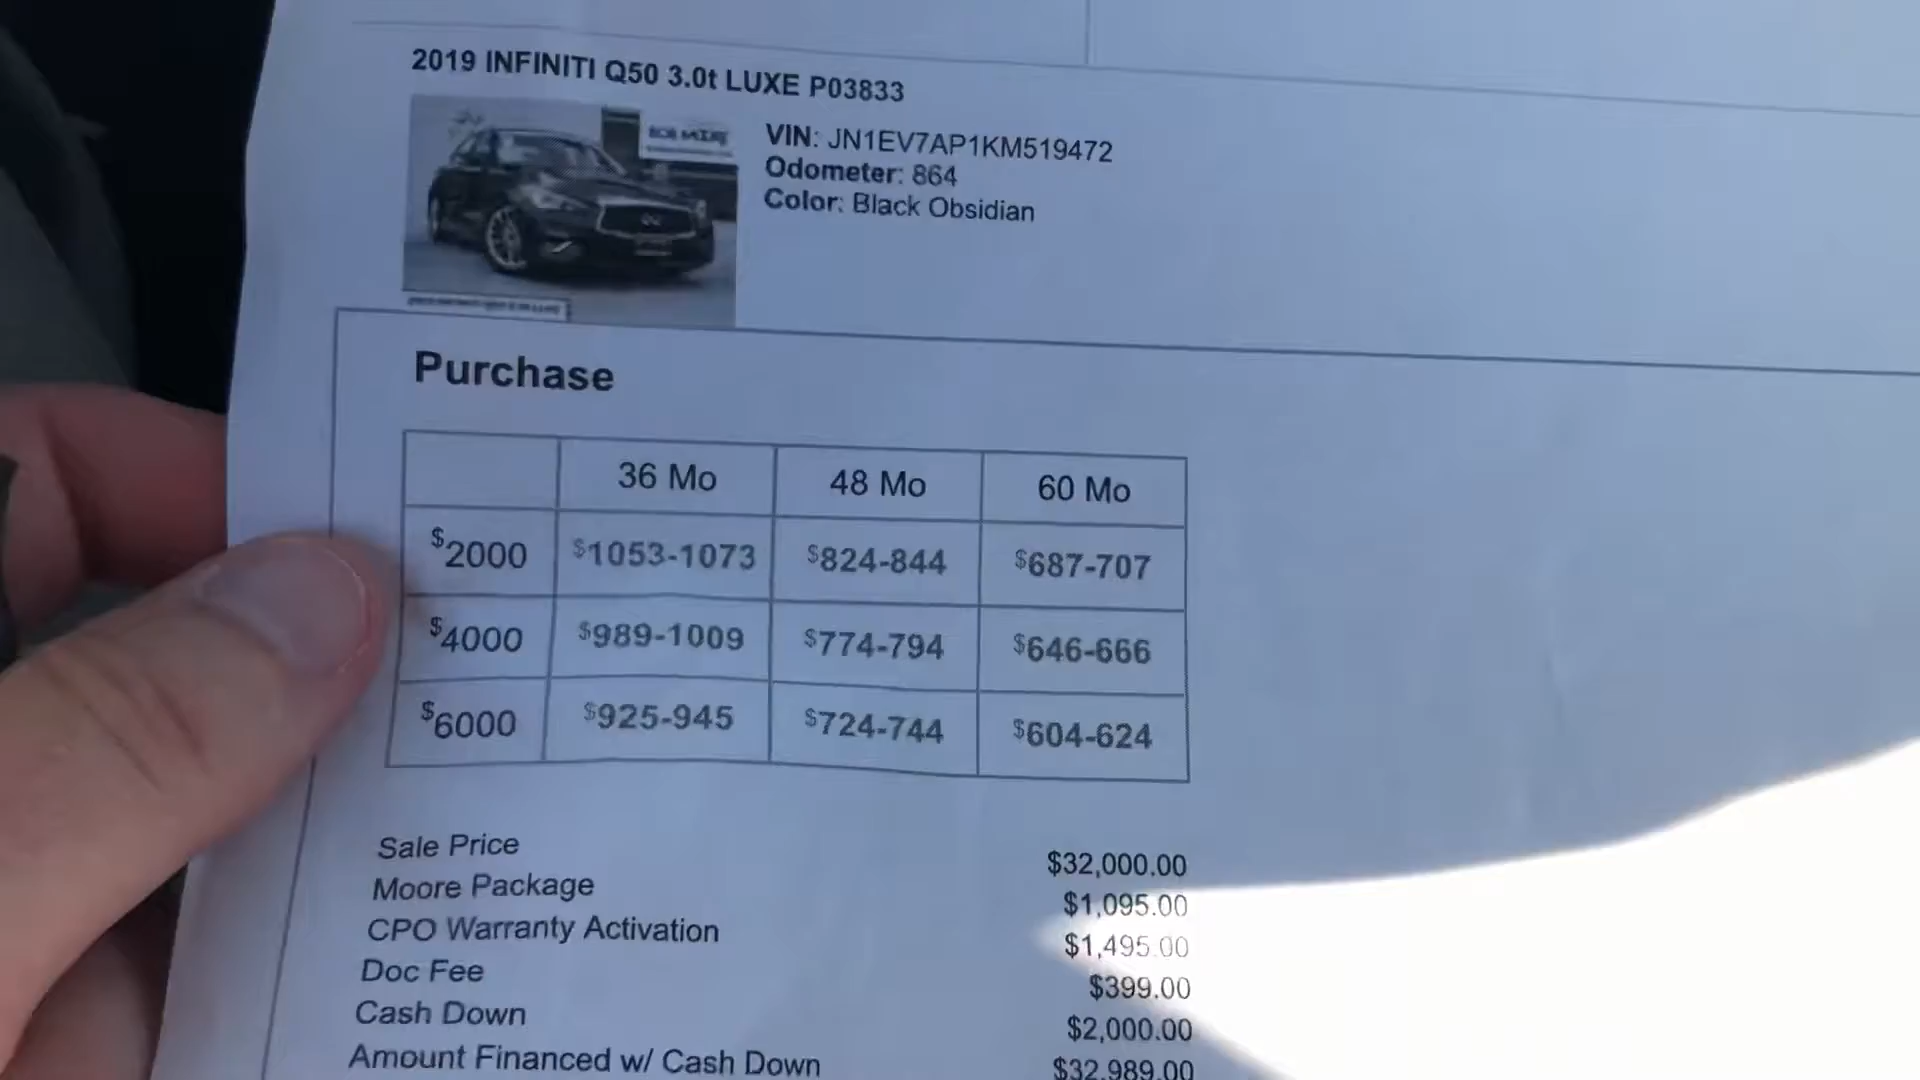 2019 INFINITI Q50 3.0t LUXE P03833
BOB MOORE
VIN: JN1EV7AP1KM519472
Odometer: 864
Color: Black Obsidian
Purchase
36 Mo 48 Mo 60 Mo
$2000 $1053-1073 $824-844 $687-707
$4000 $989-1009 $774-794 $646-666
$6000 $925-945 $724-744 $604-624
Sale Price $32,000.00
Moore Package $1,095.00
CPO Warranty Activation $1,495.00
Doc Fee $399.00
Cash Down $2,000.00
Amount Financed w/ Cash Down $32,989.00